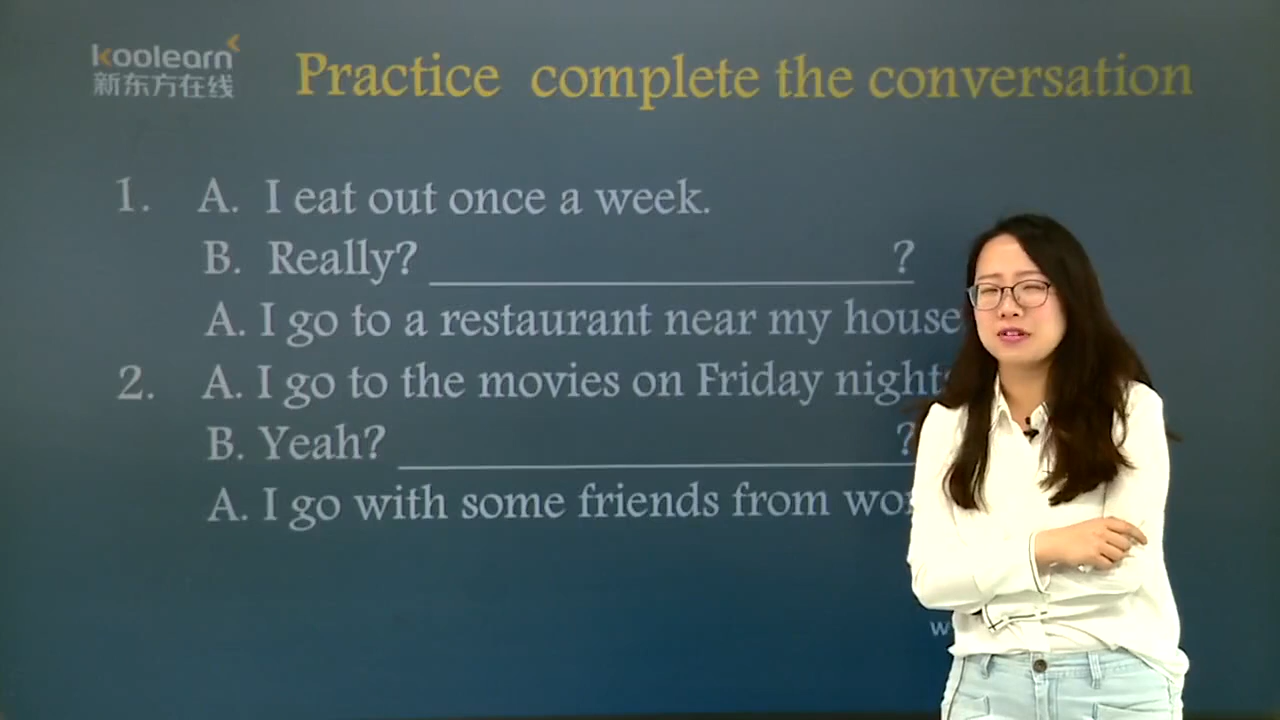 koolearn
新东方在线
Practice complete the conversation
1. A. I eat out once a week.
B. Really? ?
A. I go to a restaurant near my house
2. A. I go to the movies on Friday night
B. Yeah? ?
A. I go with some friends from